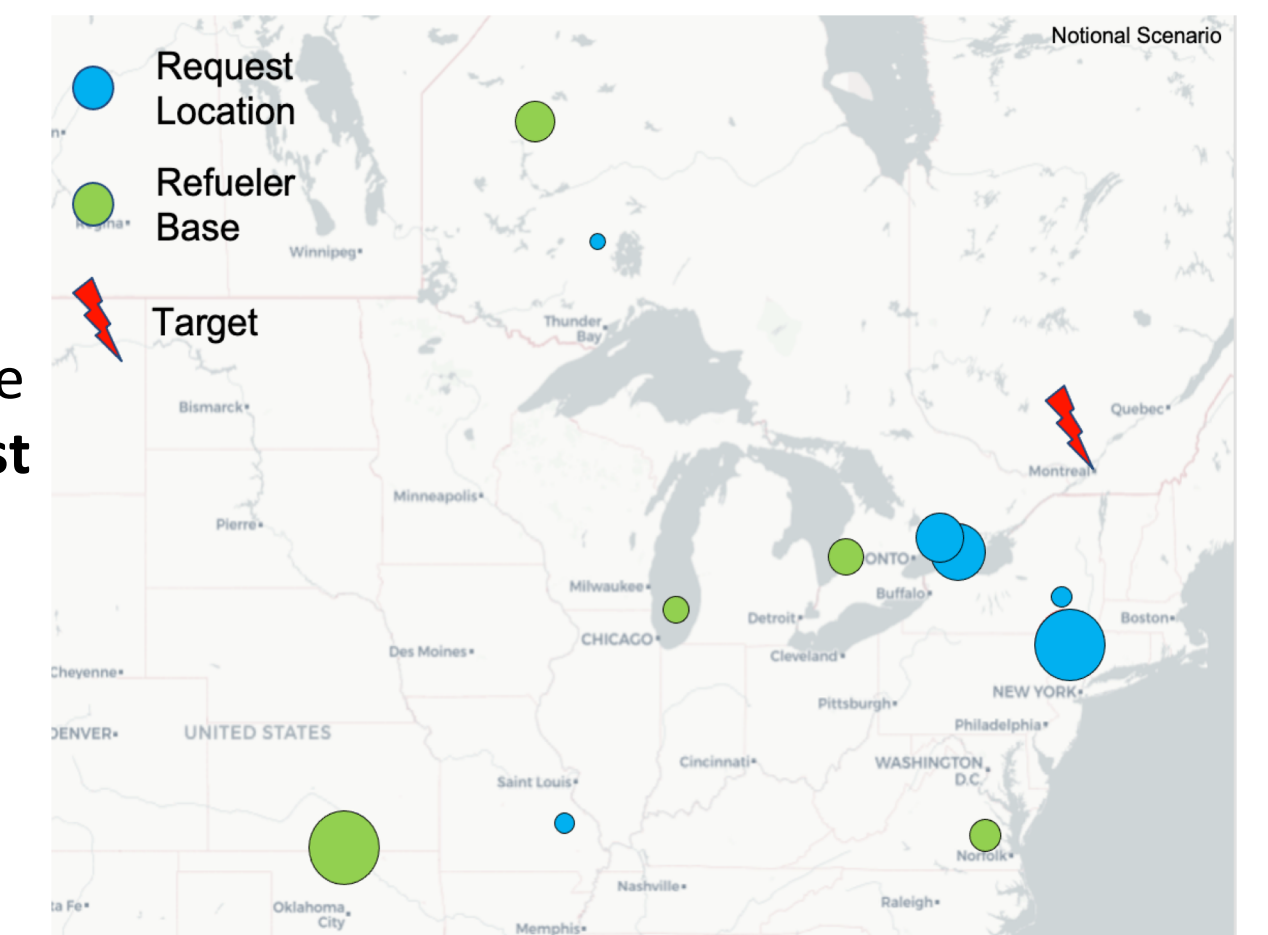 Notional Scenario
Request
Location
Refueler
Base
Regina
Winnipeg
Target
Thunder
Bay
e
st
Bismarck
Quebec
Montreal
Minneapolis
Pierre
ONTO
Milwaukee
Buffalo
Detroit
Boston
CHICAGO
Des Moines
Cleveland
Cheyenne
NEW YORK
Pittsburgh
Philadelphia
DENVER
UNITED STATES
Cincinnati
WASHINGTON
D.C.
Saint Louis
Norfolk
Nashville
ta Fe
Oklahoma
City
Raleigh
Memphis